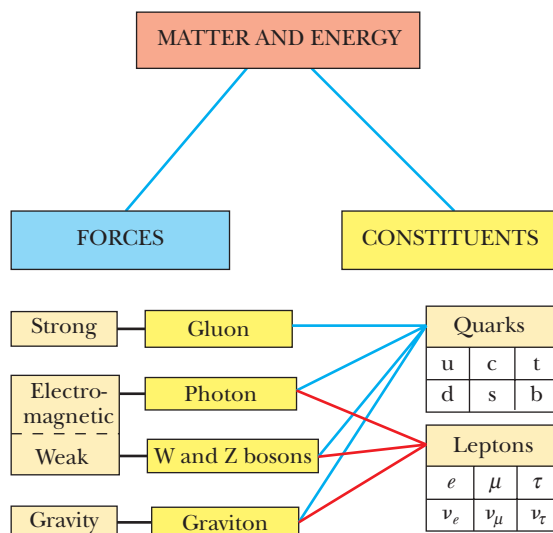 MATTER AND ENERGY
FORCES
CONSTITUENTS
Strong
Gluon
Electro-
magnetic
Photon
Weak
W and Z bosons
Gravity
Graviton
Quarks
u c t
d s b
Leptons
e μ τ
νe νμ ντ